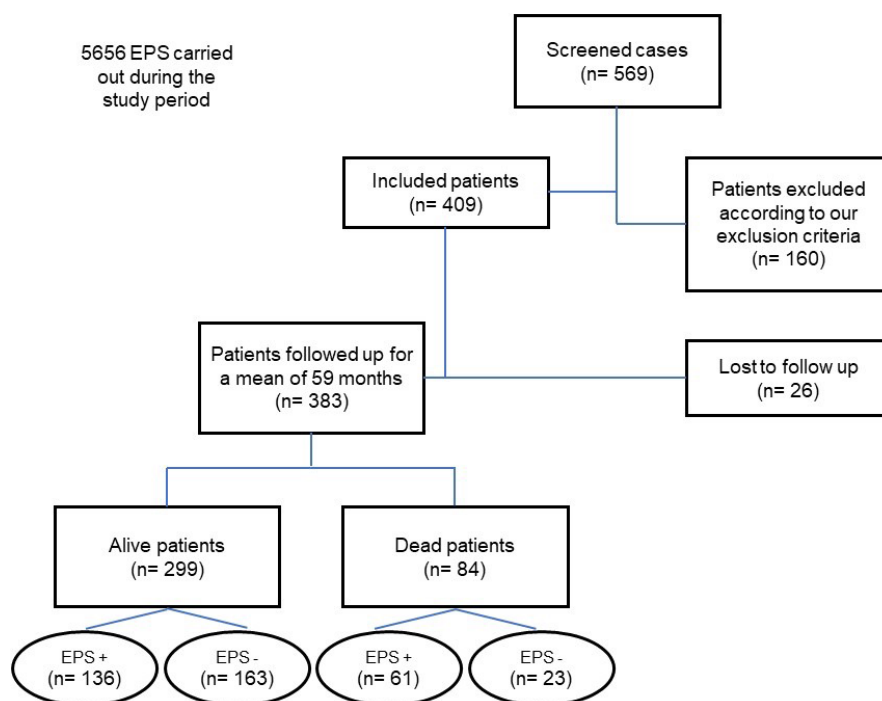 5656 EPS carried
out during the
study period
Screened cases
(n= 569)
Included patients
(n= 409)
Patients excluded
according to our
exclusion criteria
(n= 160)
Patients followed up for
a mean of 59 months
(n= 383)
Lost to follow up
(n= 26)
Alive patients
(n= 299)
Dead patients
(n= 84)
EPS +
(n= 136)
EPS -
(n= 163)
EPS +
(n= 61)
EPS -
(n= 23)